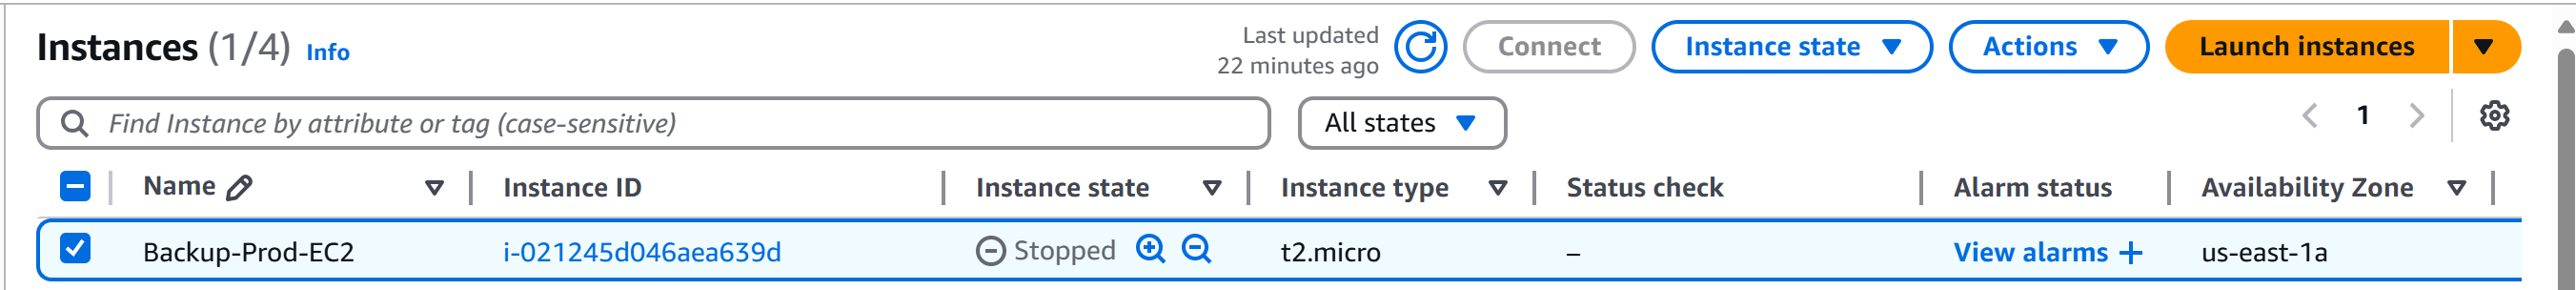 Instances (1/4) Info
Last updated
22 minutes ago
Connect
Instance state
Actions
Launch instances
Find Instance by attribute or tag (case-sensitive)
All states
1
Name Instance ID Instance state Instance type Status check Alarm status Availability Zone
Backup-Prod-EC2 i-021245d046aea639d Stopped t2.micro – View alarms + us-east-1a